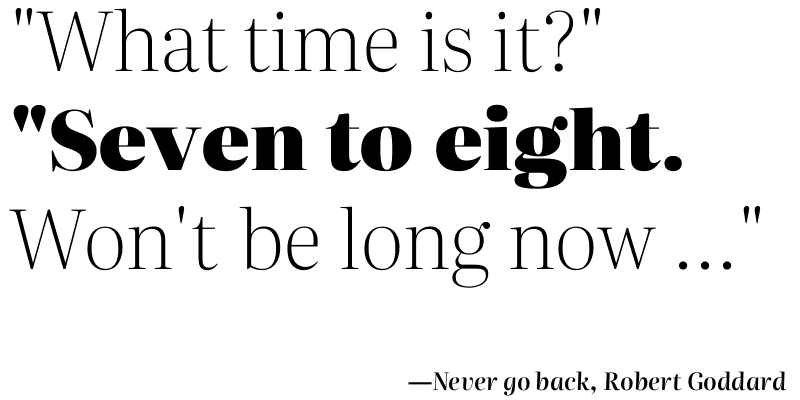 "What time is it?"
"Seven to eight.
Won't be long now ..."
—Never go back, Robert Goddard